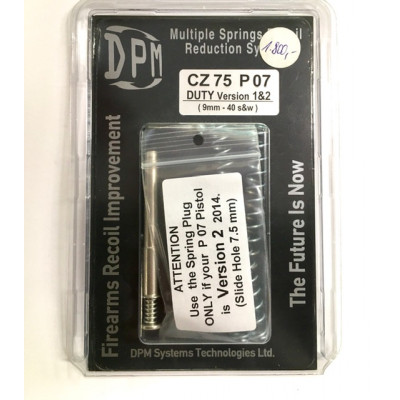 DPM
Multiple Springs Recoil
Reduction System
1.800,-
CZ 75 P 07
DUTY Version 1&2
( 9mm - 40 s&w )
Firearms Recoil Improvement
ATTENTION
Use the Spring Plug
ONLY if your P 07 Pistol
is Version 2 2014.
(Slide Hole 7.5 mm)
The Future Is Now
DPM Systems Technologies Ltd.